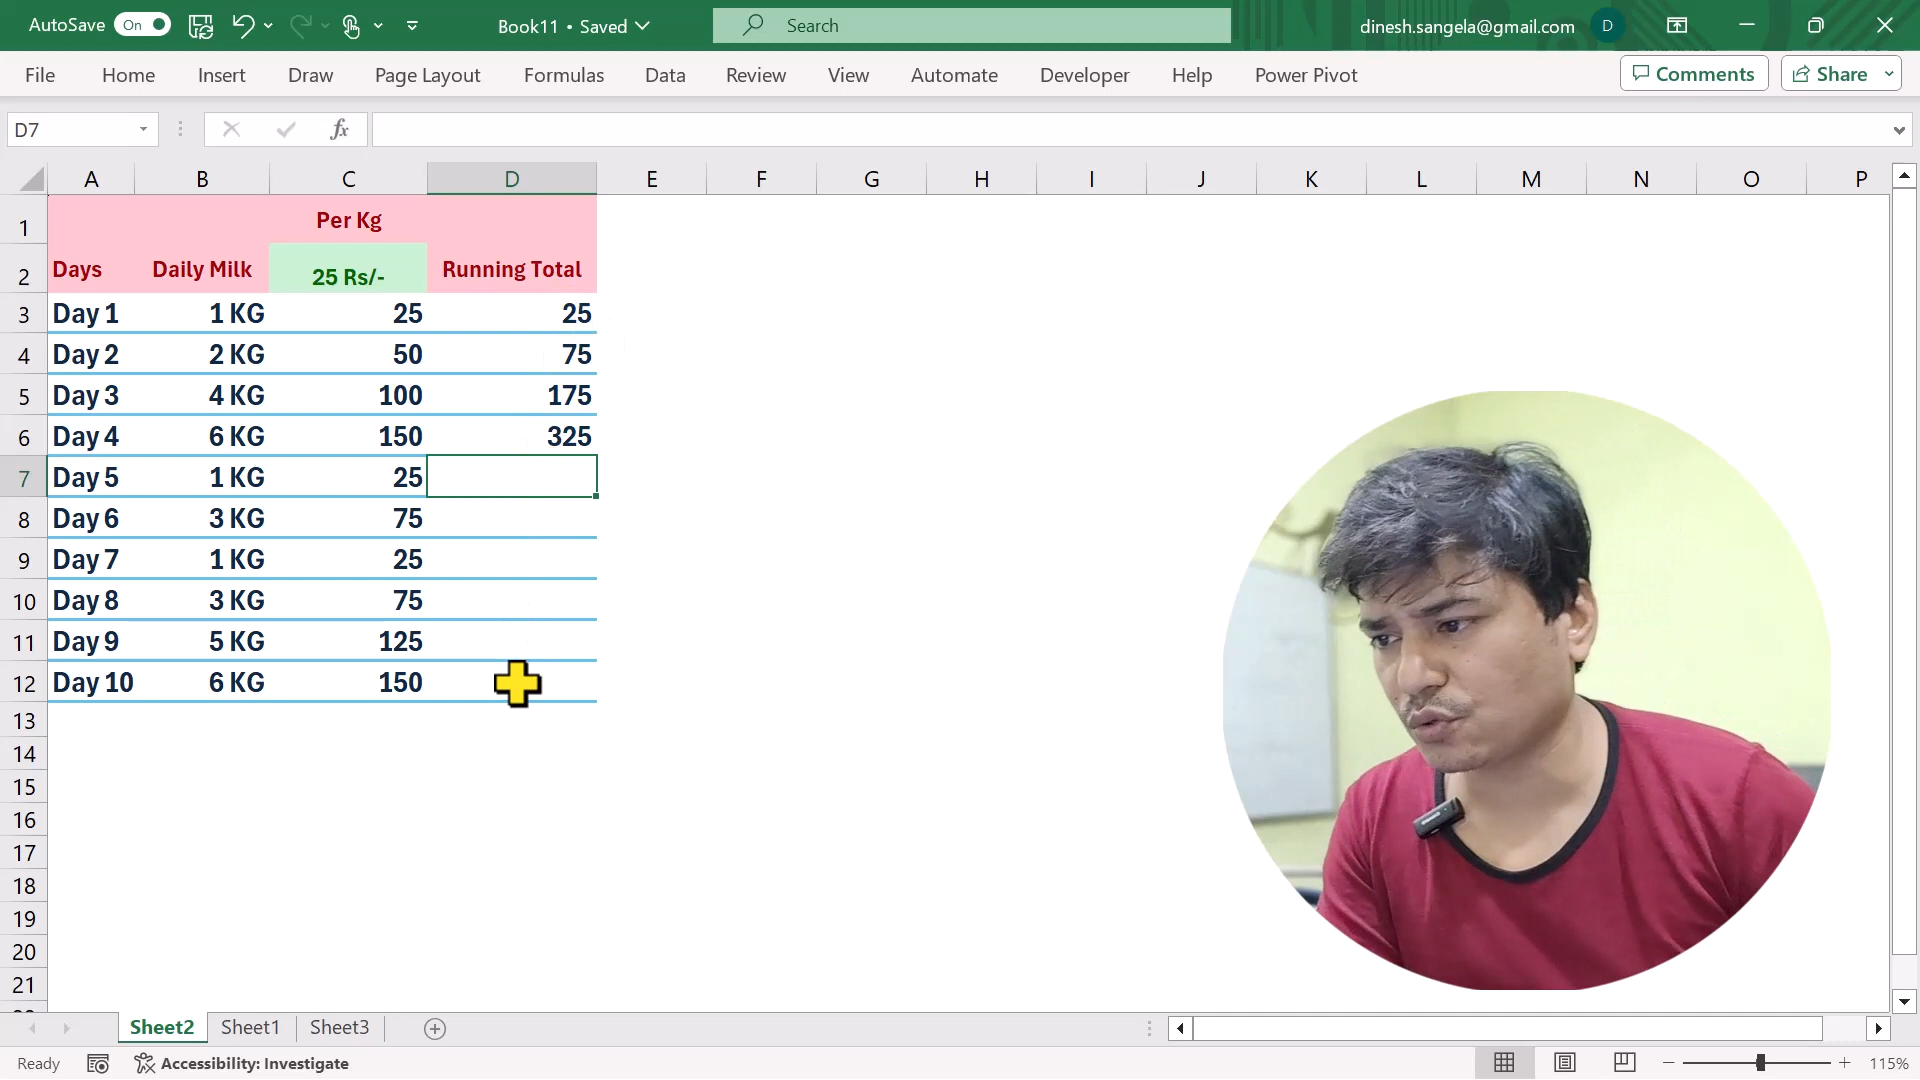 AutoSave On Book11 • Saved Search dinesh.sangela@gmail.com D
File Home Insert Draw Page Layout Formulas Data Review View Automate Developer Help Power Pivot Comments Share
D7 fx
A B C D E F G H I J K L M N O P
1 Per Kg
2 Days Daily Milk 25 Rs/- Running Total
3 Day 1 1 KG 25 25
4 Day 2 2 KG 50 75
5 Day 3 4 KG 100 175
6 Day 4 6 KG 150 325
7 Day 5 1 KG 25
8 Day 6 3 KG 75
9 Day 7 1 KG 25
10 Day 8 3 KG 75
11 Day 9 5 KG 125
12 Day 10 6 KG 150
13
14
15
16
17
18
19
20
21
Sheet2 Sheet1 Sheet3
Ready Accessibility: Investigate 115%